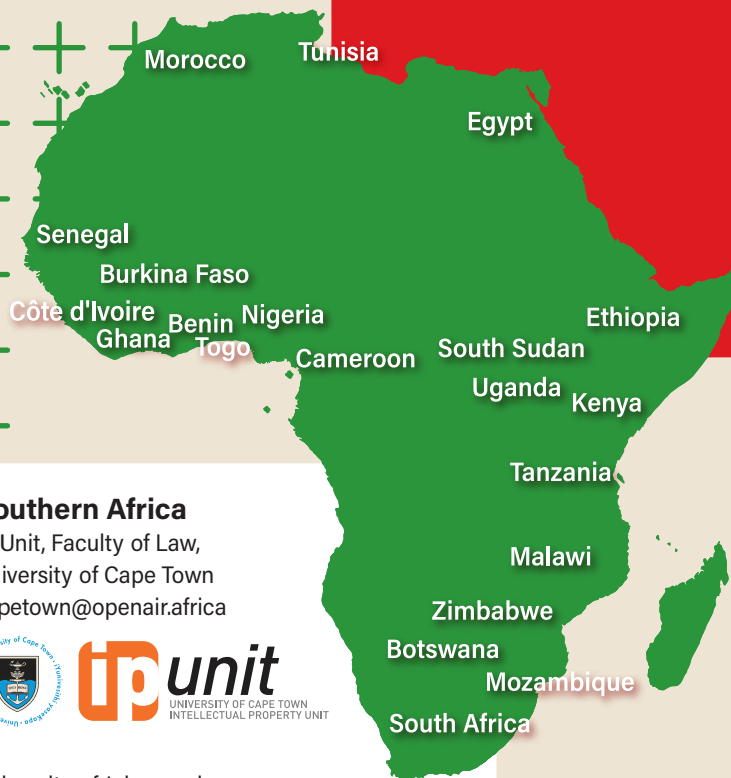 Morocco
Tunisia
Egypt
Senegal
Burkina Faso
Côte d'Ivoire
Benin
Nigeria
Ghana
Togo
Cameroon
Ethiopia
South Sudan
Uganda
Kenya
Tanzania
Malawi
Zimbabwe
Botswana
Mozambique
South Africa
outhern Africa
Unit, Faculty of Law,
iversity of Cape Town
petown@openair.africa
ip unit
UNIVERSITY OF CAPE TOWN
INTELLECTUAL PROPERTY UNIT